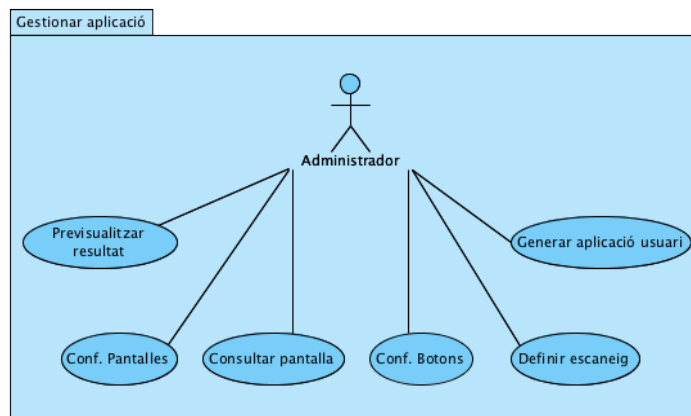 Gestionar aplicació
Administrador
Previsualitzar
resultat
Generar aplicació usuari
Conf. Pantalles
Consultar pantalla
Conf. Botons
Definir escaneig